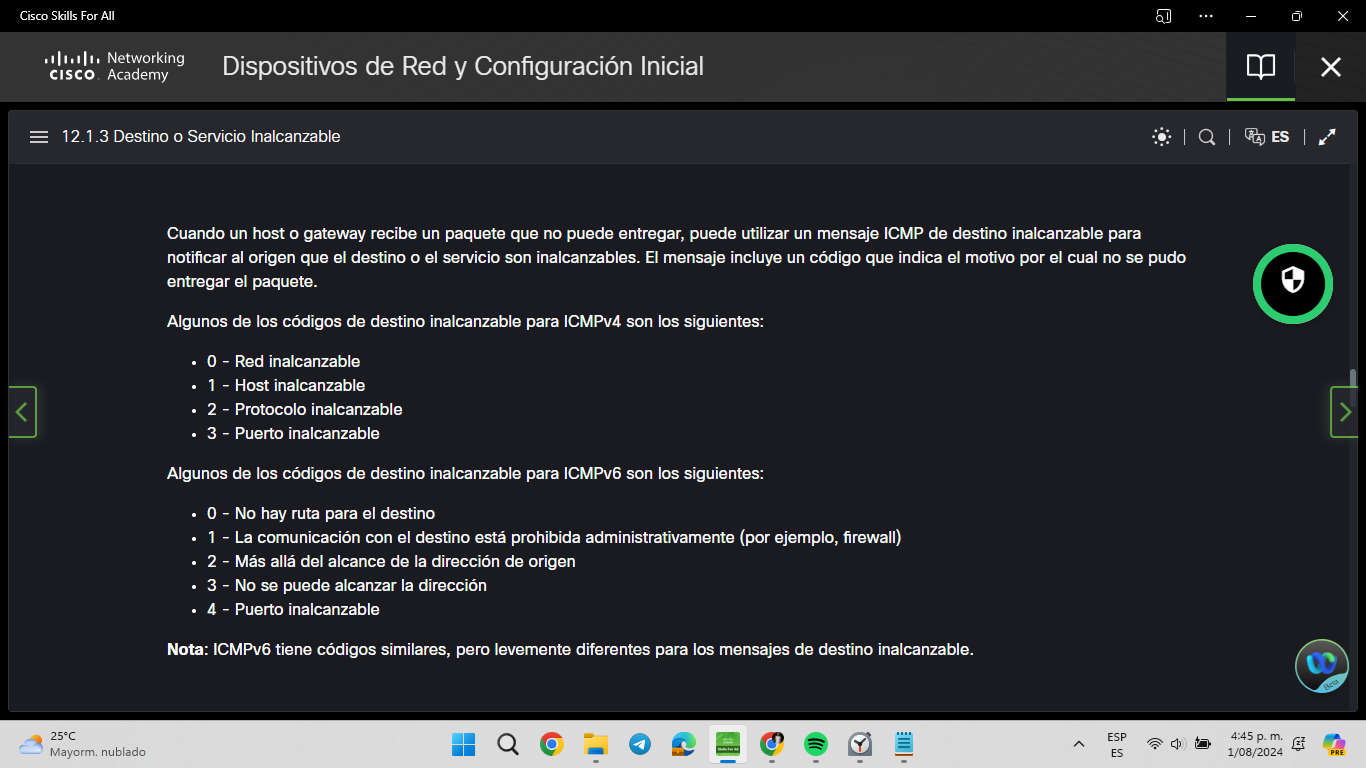 Cisco Skills For All
Networking
CISCO Academy
Dispositivos de Red y Configuración Inicial
12.1.3 Destino o Servicio Inalcanzable
ES
Cuando un host o gateway recibe un paquete que no puede entregar, puede utilizar un mensaje ICMP de destino inalcanzable para
notificar al origen que el destino o el servicio son inalcanzables. El mensaje incluye un código que indica el motivo por el cual no se pudo
entregar el paquete.
Algunos de los códigos de destino inalcanzable para ICMPv4 son los siguientes:
• 0 - Red inalcanzable
• 1 - Host inalcanzable
• 2 - Protocolo inalcanzable
• 3 - Puerto inalcanzable
Algunos de los códigos de destino inalcanzable para ICMPv6 son los siguientes:
• 0 - No hay ruta para el destino
• 1 - La comunicación con el destino está prohibida administrativamente (por ejemplo, firewall)
• 2 - Más allá del alcance de la dirección de origen
• 3 - No se puede alcanzar la dirección
• 4 - Puerto inalcanzable
Nota: ICMPv6 tiene códigos similares, pero levemente diferentes para los mensajes de destino inalcanzable.
Beta
25°C
Mayorm. nublado
ESP
ES
4:45 p. m.
1/08/2024
PRE